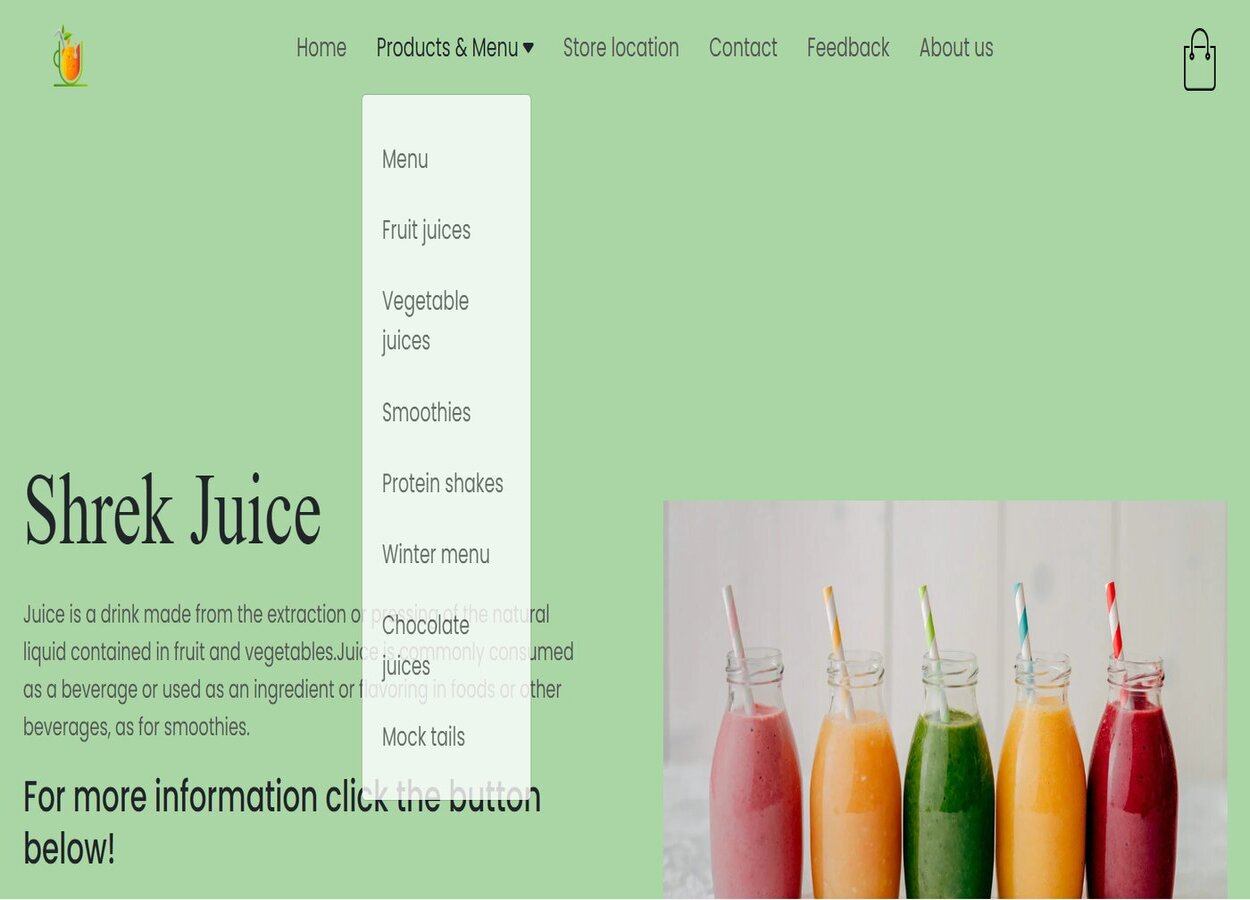 Home Products & Menu ▾ Store location Contact Feedback About us
Menu
Fruit juices
Vegetable
juices
Smoothies
Protein shakes
Winter menu
Chocolate
juices
Mock tails
Shrek Juice
Juice is a drink made from the extraction or pressing of the natural
liquid contained in fruit and vegetables.Juice is commonly consumed
as a beverage or used as an ingredient or flavoring in foods or other
beverages, as for smoothies.
For more information click the button
below!